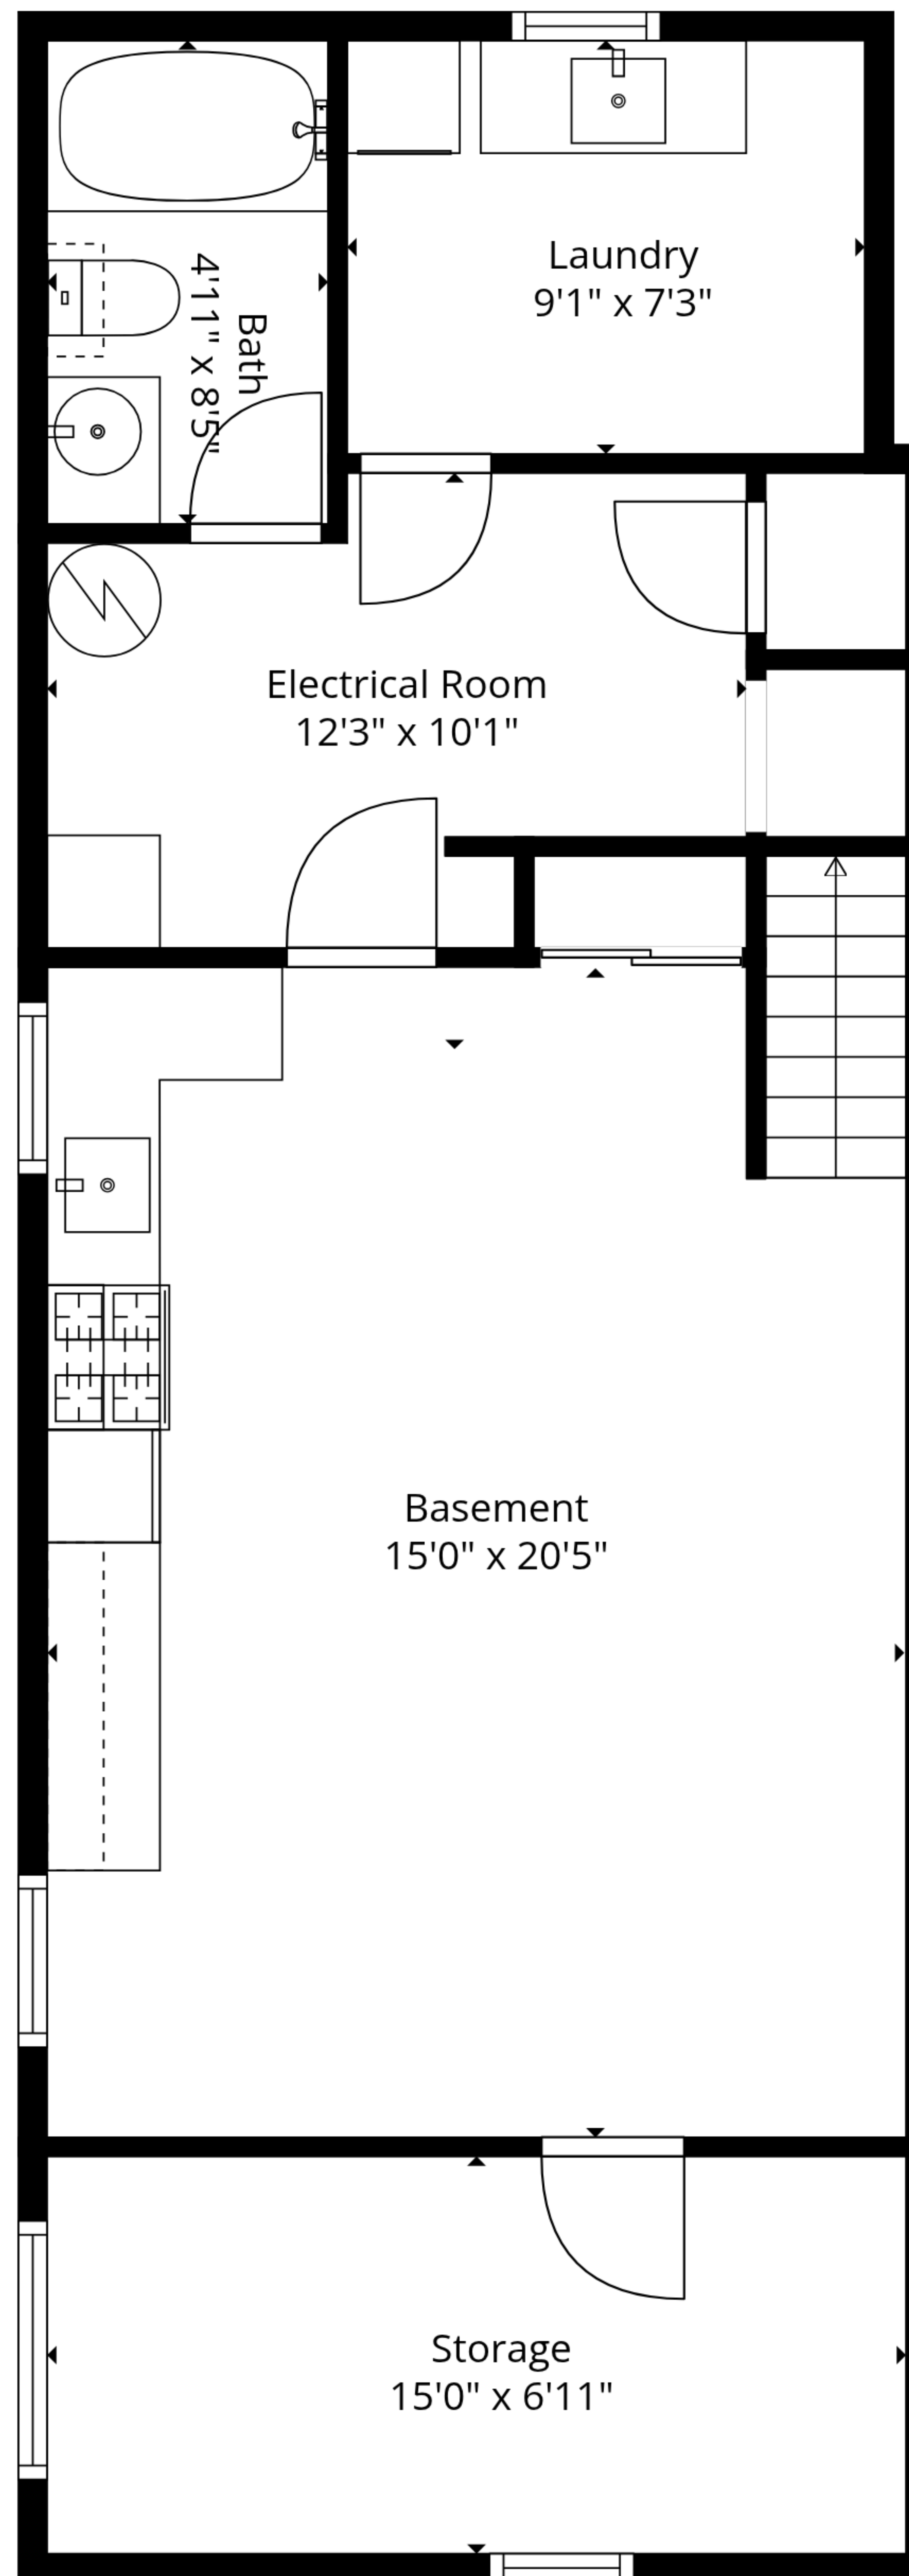 Laundry
9'1" x 7'3"
Bath
4'11" x 8'5"
Electrical Room
12'3" x 10'1"
Basement
15'0" x 20'5"
Storage
15'0" x 6'11"